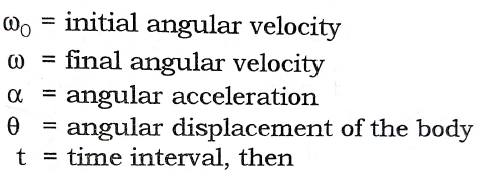 ω₀ = initial angular velocity
ω = final angular velocity
α = angular acceleration
θ = angular displacement of the body
t = time interval, then